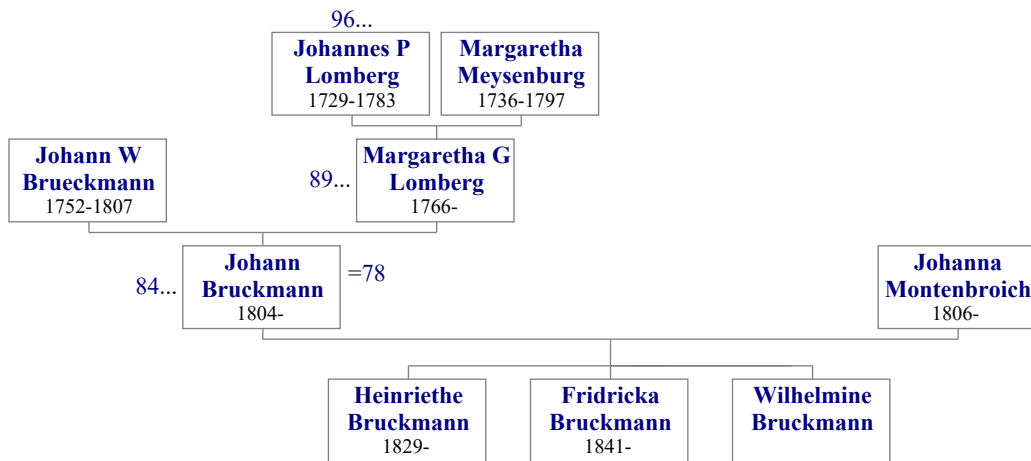 96...
Johannes P
Lomberg
1729-1783
Margaretha
Meysenburg
1736-1797
Johann W
Brueckmann
1752-1807
89...
Margaretha G
Lomberg
1766-
84...
Johann
Bruckmann
1804-
=78
Johanna
Montenbroich
1806-
Heinriethe
Bruckmann
1829-
Fridricka
Bruckmann
1841-
Wilhelmine
Bruckmann